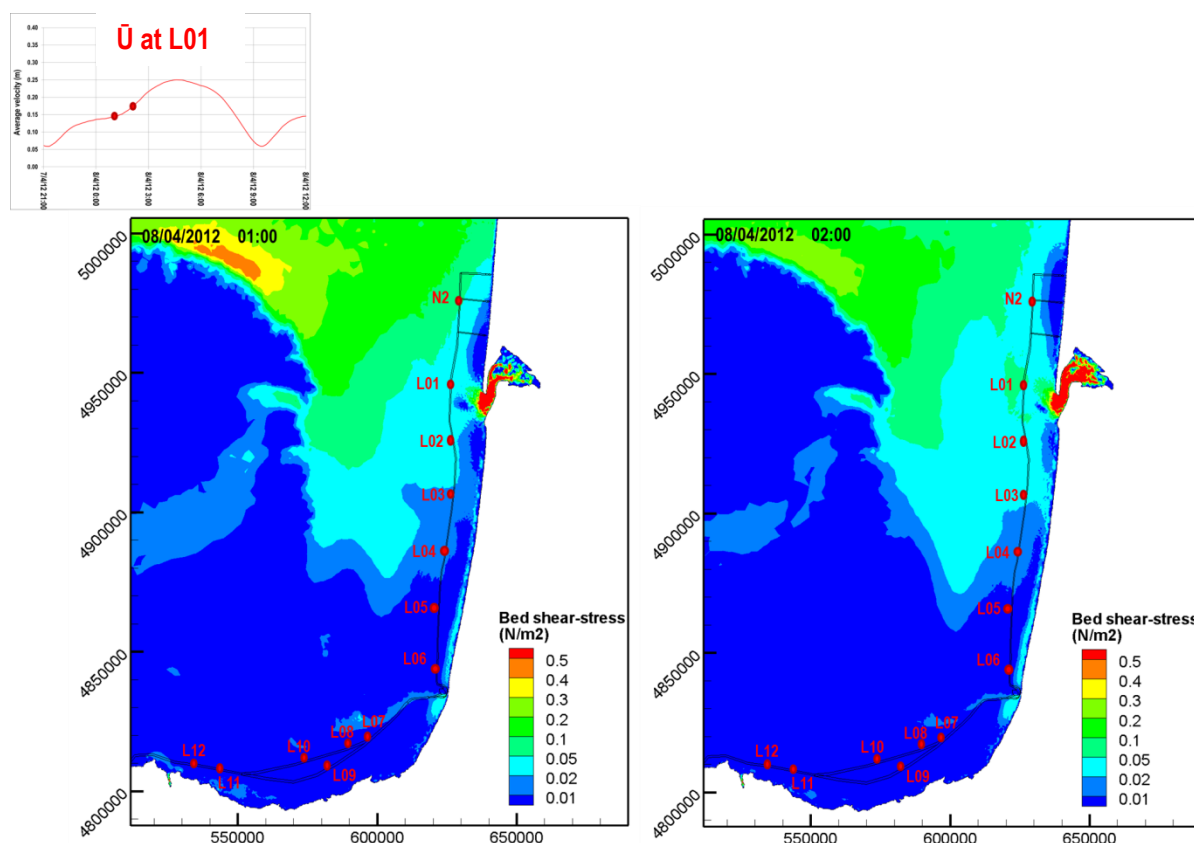 Ū at L01
Average velocity (m)
0.40
0.35
0.30
0.25
0.20
0.15
0.10
0.05
0.00
7/4/12 21:00
8/4/12 0:00
8/4/12 3:00
8/4/12 6:00
8/4/12 9:00
8/4/12 12:00
08/04/2012 01:00
5000000
4950000
4900000
4850000
4800000
550000
600000
650000
N2
L01
L02
L03
L04
L05
L06
L07
L08
L09
L10
L11
L12
Bed shear-stress
(N/m2)
0.5
0.4
0.3
0.2
0.1
0.05
0.02
0.01
08/04/2012 02:00
5000000
4950000
4900000
4850000
4800000
550000
600000
650000
N2
L01
L02
L03
L04
L05
L06
L07
L08
L09
L10
L11
L12
Bed shear-stress
(N/m2)
0.5
0.4
0.3
0.2
0.1
0.05
0.02
0.01